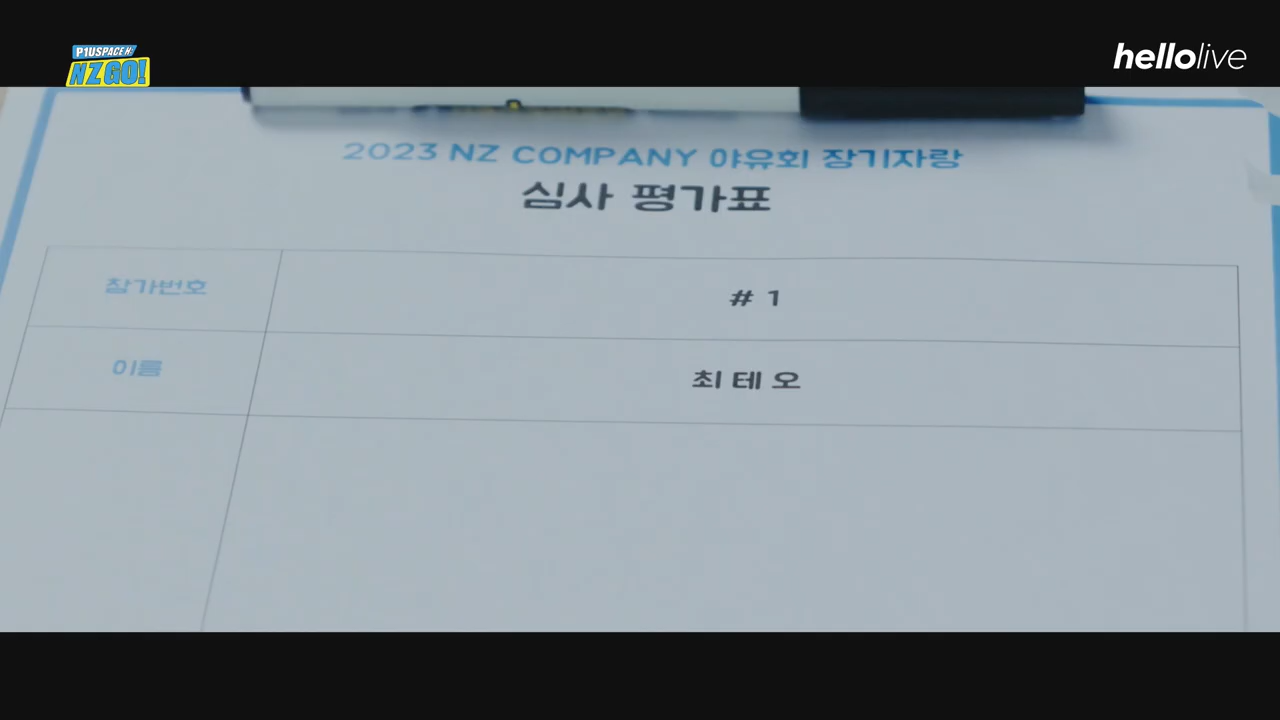 P1USPACE H:
NZ GO!
hellolive
2023 NZ COMPANY 야유회 장기자랑
심사 평가표
참가번호
# 1
이름
최 테 오